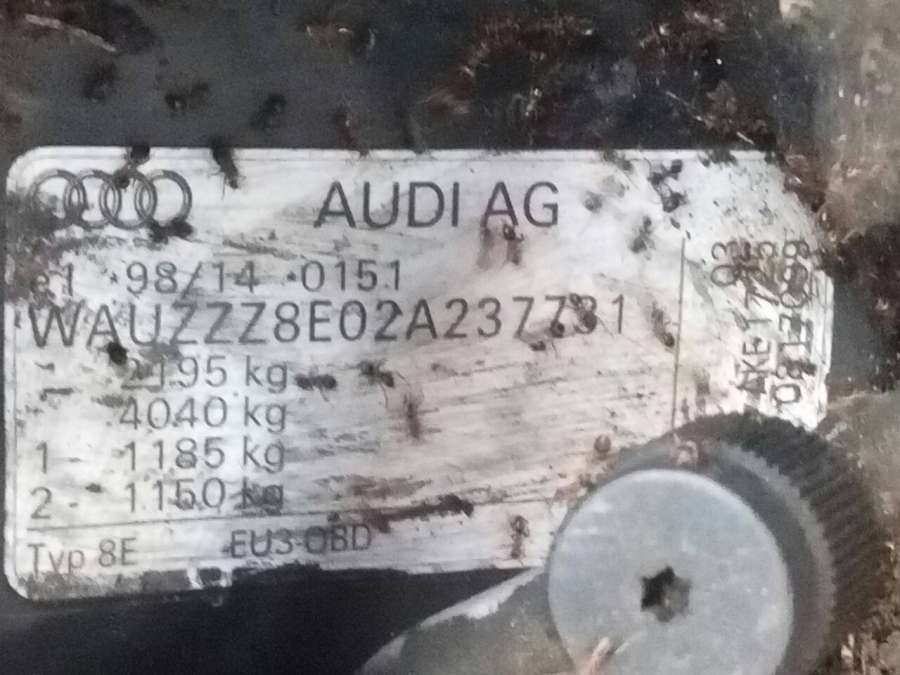 AUDI AG
e1 *98/14 *0151
WAUZZZ8E02A237731
- 2195 kg
4040 kg
1 - 1185 kg
2 - 1150 kg
Typ 8E EU3-OBD